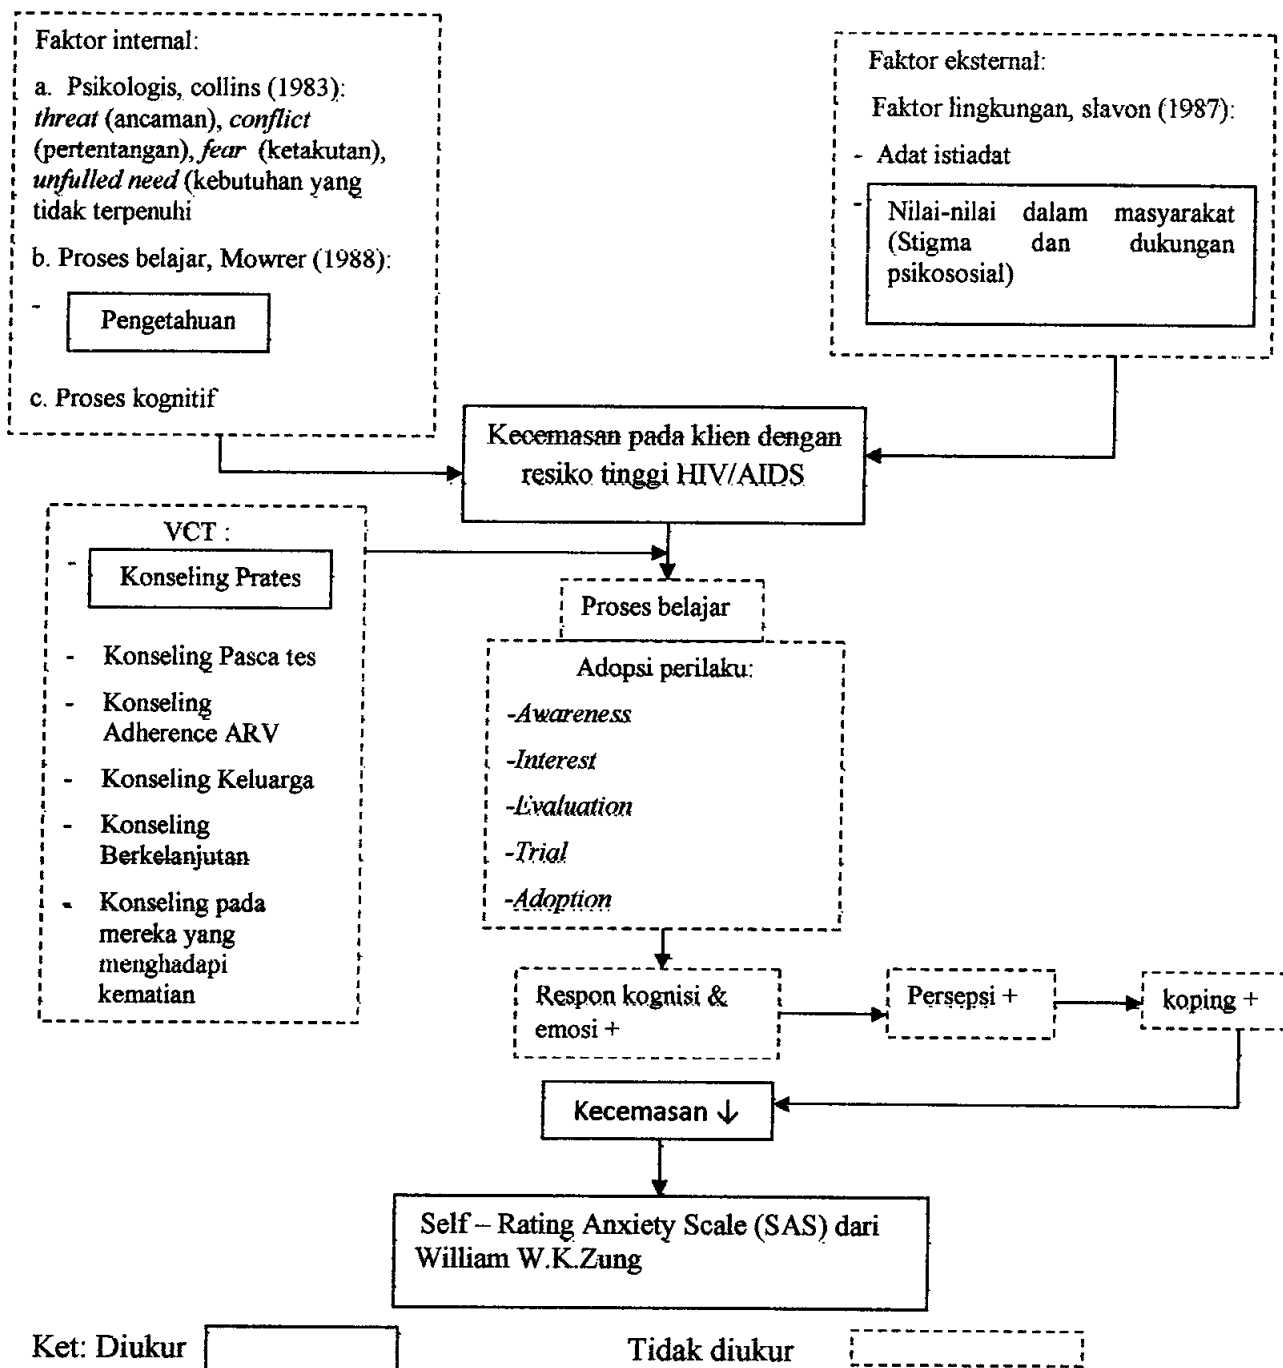 Faktor internal:
a. Psikologis, collins (1983):
threat (ancaman), conflict
(pertentangan), fear (ketakutan),
unfulled need (kebutuhan yang
tidak terpenuhi
b. Proses belajar, Mowrer (1988):
- Pengetahuan
c. Proses kognitif
Faktor eksternal:
Faktor lingkungan, slavon (1987):
- Adat istiadat
- Nilai-nilai dalam masyarakat
(Stigma dan dukungan
psikososial)
Kecemasan pada klien dengan
resiko tinggi HIV/AIDS
VCT :
- Konseling Prates
- Konseling Pasca tes
- Konseling
Adherence ARV
- Konseling Keluarga
- Konseling
Berkelanjutan
- Konseling pada
mereka yang
menghadapi
kematian
Proses belajar
Adopsi perilaku:
-Awareness
-Interest
-Evaluation
-Trial
-Adoption
Respon kognisi &
emosi +
Persepsi +
koping +
Kecemasan ↓
Self – Rating Anxiety Scale (SAS) dari
William W.K.Zung
Ket: Diukur
Tidak diukur